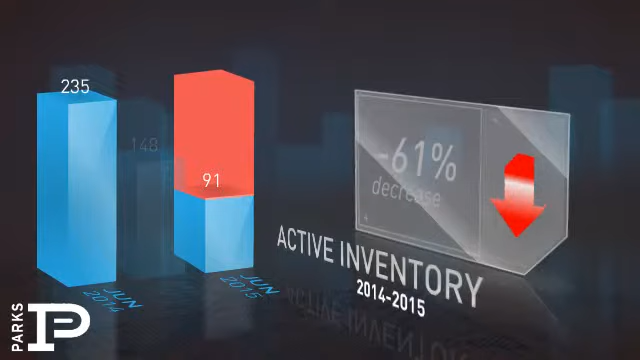 235
148
91
-61%
decrease
JUN
2014
JUN
2015
ACTIVE INVENTORY
2014-2015
PARKS
P